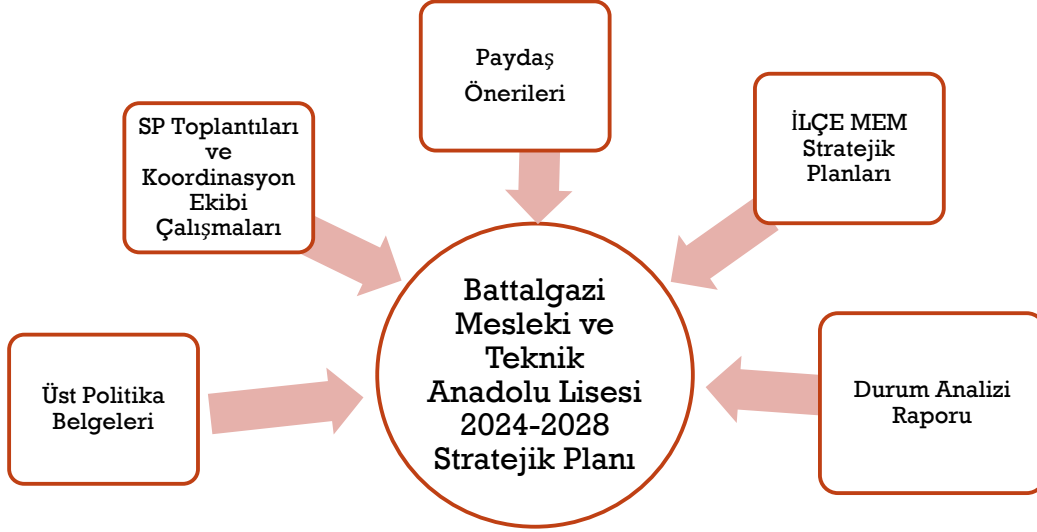 Paydaş
Önerileri
SP Toplantıları
ve
Koordinasyon
Ekibi
Çalışmaları
İLÇE MEM
Stratejik
Planları
Battalgazi
Mesleki ve
Teknik
Anadolu Lisesi
2024-2028
Stratejik Planı
Üst Politika
Belgeleri
Durum Analizi
Raporu